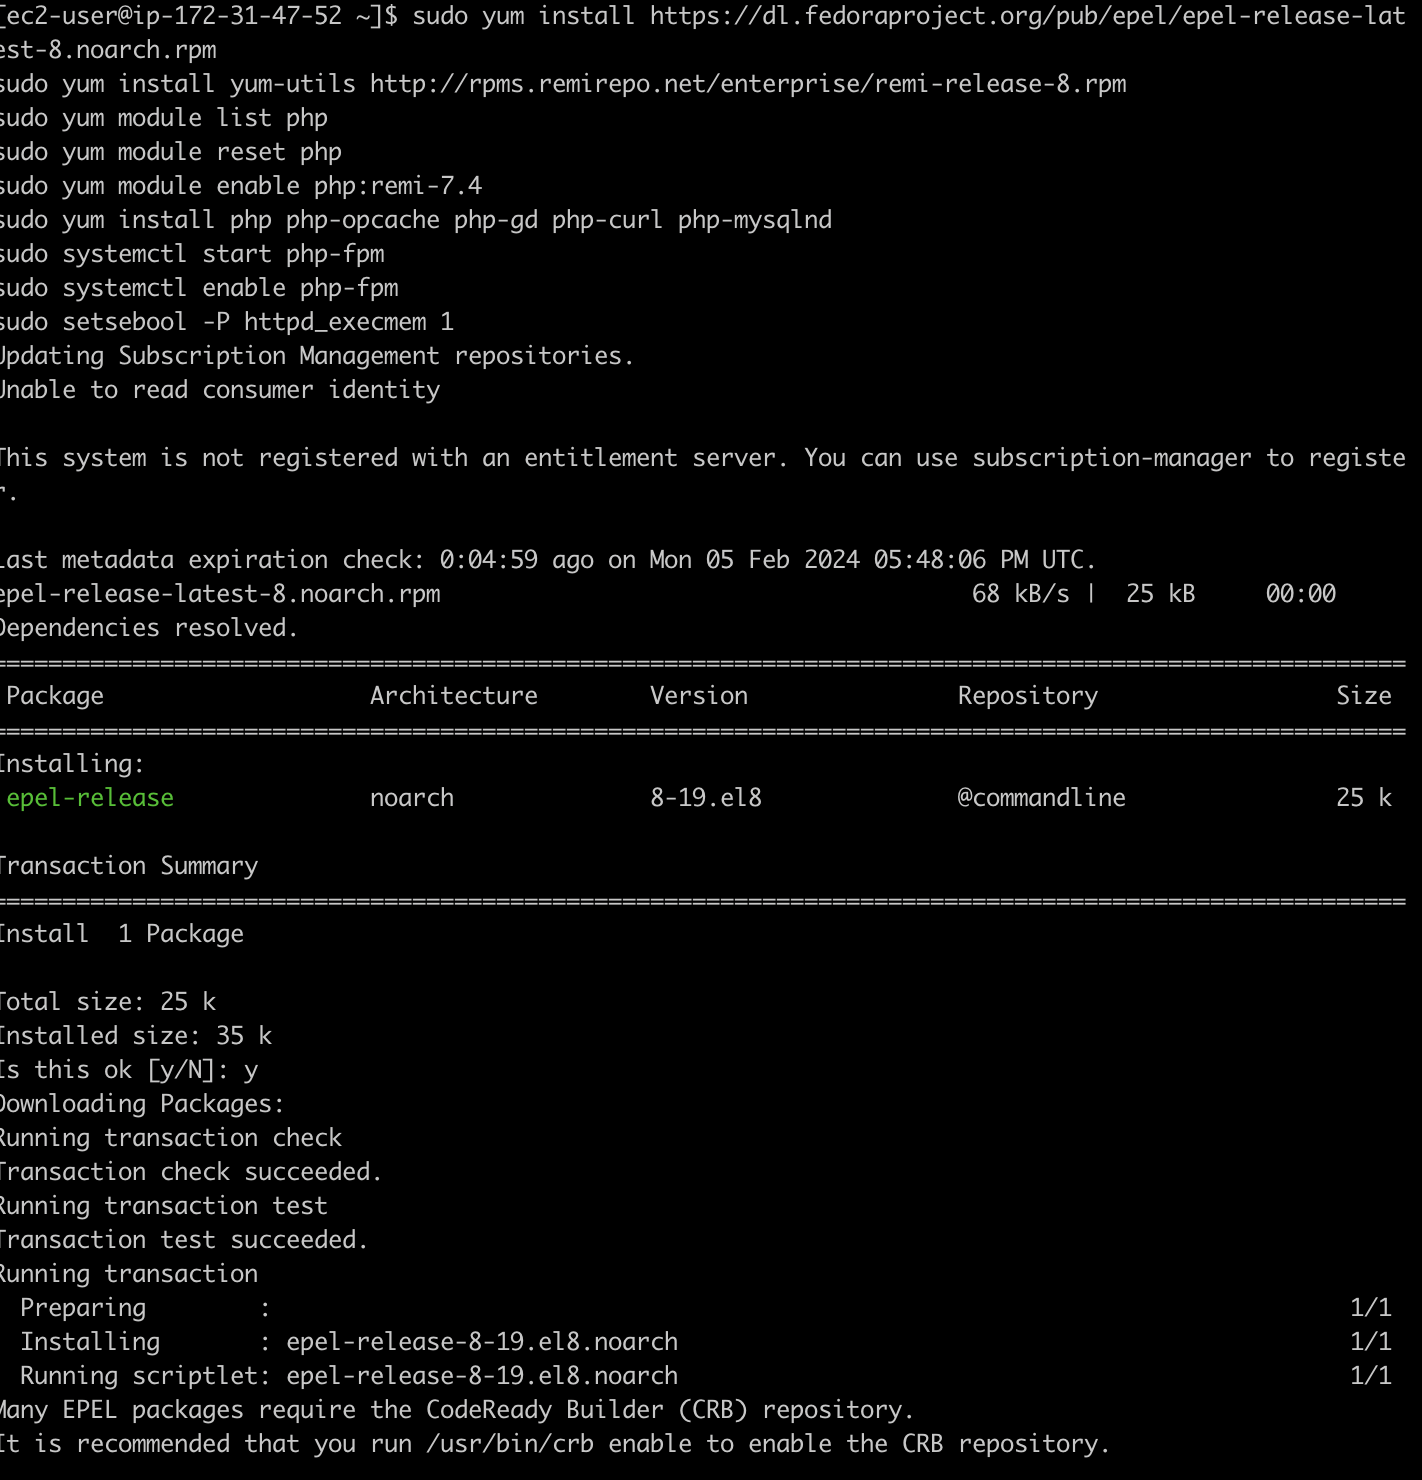 [ec2-user@ip-172-31-47-52 ~]$ sudo yum install https://dl.fedoraproject.org/pub/epel/epel-release-lat
est-8.noarch.rpm
sudo yum install yum-utils http://rpms.remirepo.net/enterprise/remi-release-8.rpm
sudo yum module list php
sudo yum module reset php
sudo yum module enable php:remi-7.4
sudo yum install php php-opcache php-gd php-curl php-mysqlnd
sudo systemctl start php-fpm
sudo systemctl enable php-fpm
sudo setsebool -P httpd_execmem 1
Updating Subscription Management repositories.
Unable to read consumer identity

This system is not registered with an entitlement server. You can use subscription-manager to registe
r.

Last metadata expiration check: 0:04:59 ago on Mon 05 Feb 2024 05:48:06 PM UTC.
epel-release-latest-8.noarch.rpm                                      68 kB/s |  25 kB     00:00
Dependencies resolved.
=====================================================================================================
 Package                   Architecture        Version               Repository                 Size
=====================================================================================================
Installing:
 epel-release              noarch              8-19.el8              @commandline               25 k

Transaction Summary
=====================================================================================================
Install  1 Package

Total size: 25 k
Installed size: 35 k
Is this ok [y/N]: y
Downloading Packages:
Running transaction check
Transaction check succeeded.
Running transaction test
Transaction test succeeded.
Running transaction
  Preparing        :                                                                             1/1
  Installing       : epel-release-8-19.el8.noarch                                                1/1
  Running scriptlet: epel-release-8-19.el8.noarch                                                1/1
Many EPEL packages require the CodeReady Builder (CRB) repository.
It is recommended that you run /usr/bin/crb enable to enable the CRB repository.